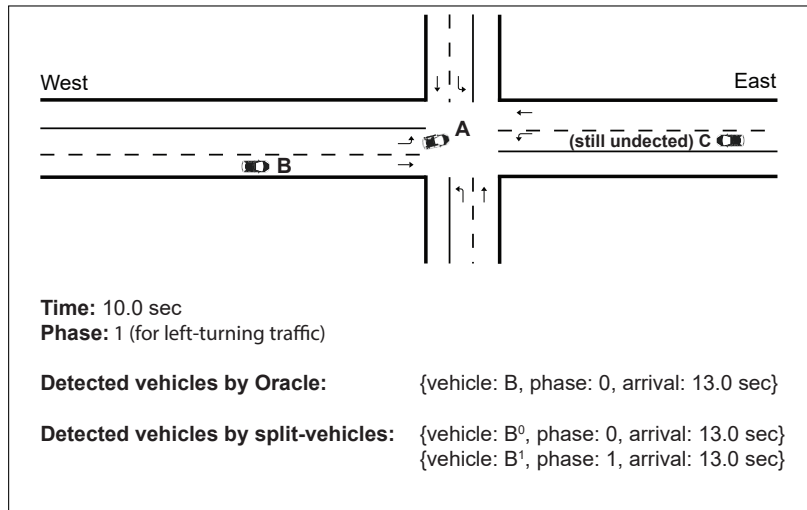 West
East
A
(still undected) C
B
Time: 10.0 sec
Phase: 1 (for left-turning traffic)
Detected vehicles by Oracle: {vehicle: B, phase: 0, arrival: 13.0 sec}
Detected vehicles by split-vehicles: {vehicle: B⁰, phase: 0, arrival: 13.0 sec}
{vehicle: B¹, phase: 1, arrival: 13.0 sec}